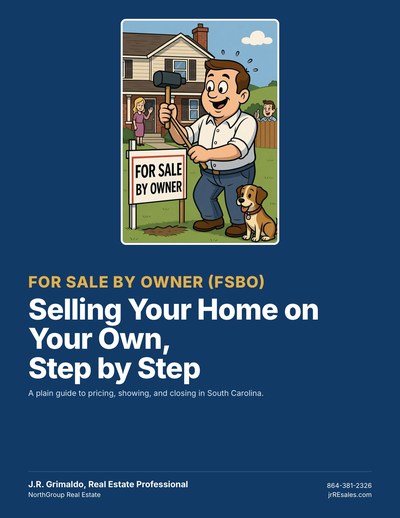 FOR SALE
BY OWNER
FOR SALE BY OWNER (FSBO)
Selling Your Home on
Your Own,
Step by Step
A plain guide to pricing, showing, and closing in South Carolina.
J.R. Grimaldo, Real Estate Professional
NorthGroup Real Estate
864-381-2326
jrREsales.com